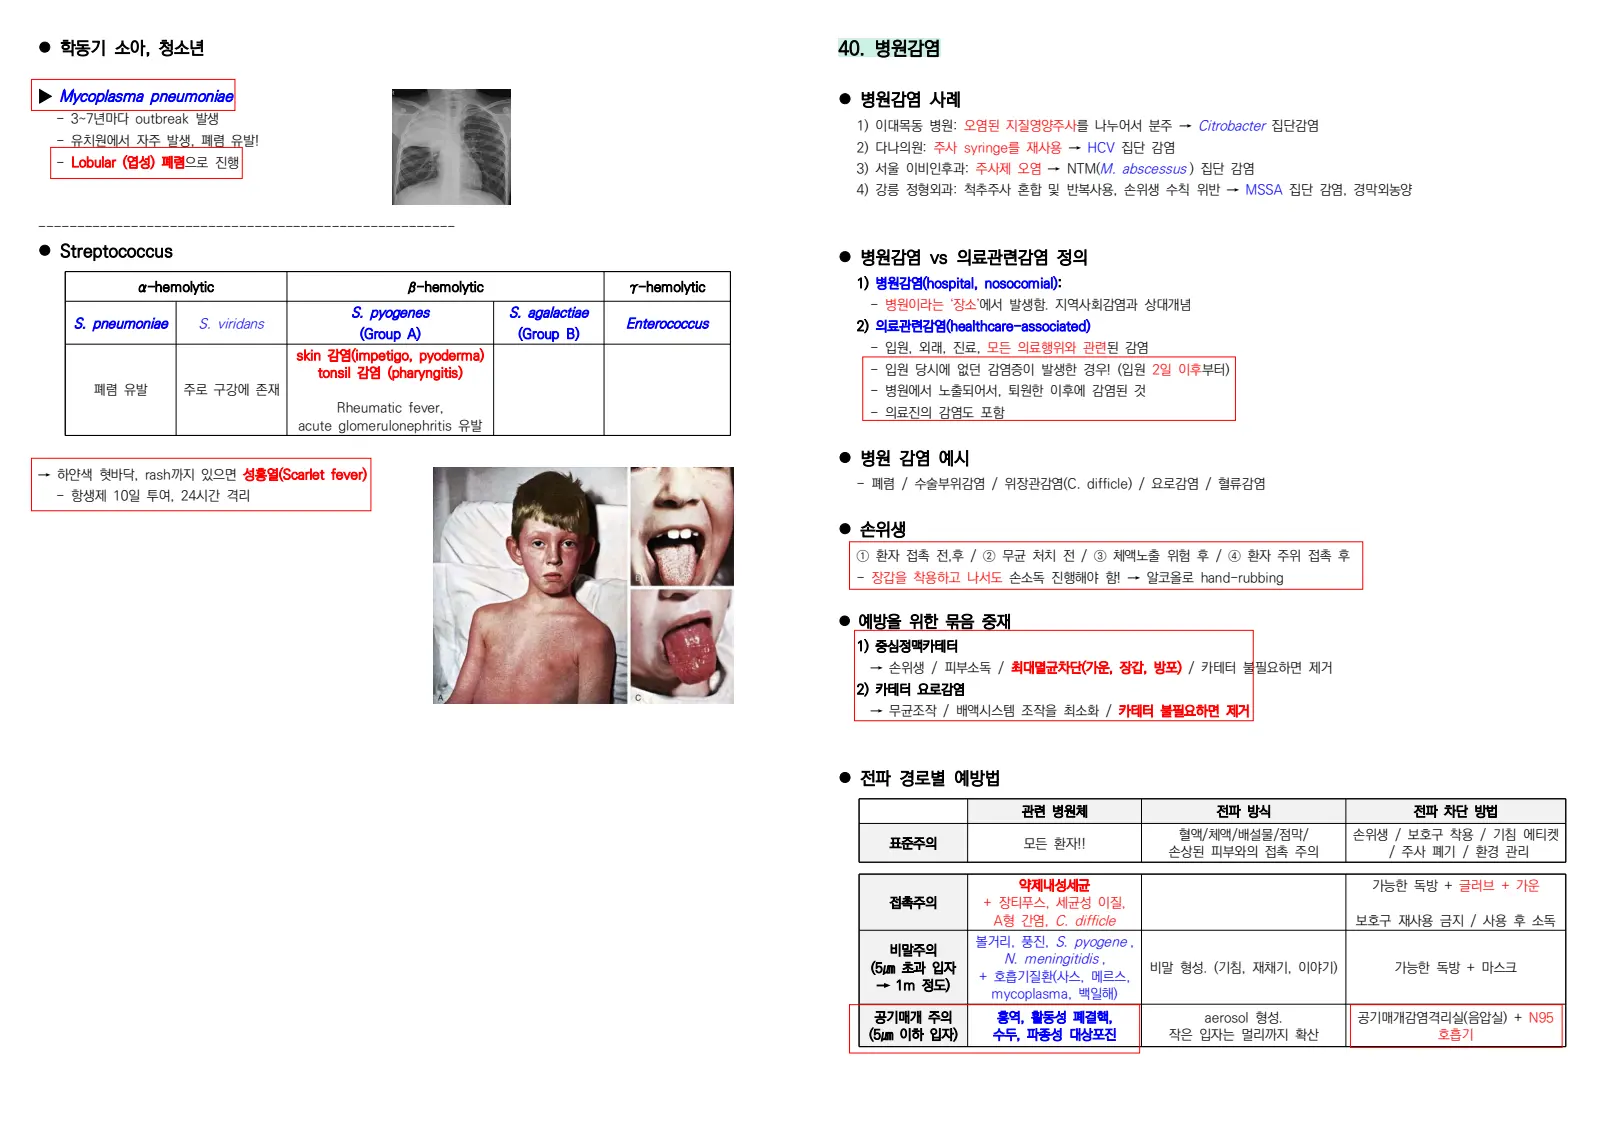 ● 학동기 소아, 청소년
▶ Mycoplasma pneumoniae
- 3~7년마다 outbreak 발생
- 유치원에서 자주 발생, 폐렴 유발!
- Lobular (엽성) 폐렴으로 진행
● Streptococcus
α-hemolytic β-hemolytic γ-hemolytic
S. pneumoniae S. viridans S. pyogenes (Group A) S. agalactiae (Group B) Enterococcus
폐렴 유발 주로 구강에 존재 skin 감염(impetigo, pyoderma)
tonsil 감염 (pharyngitis)
Rheumatic fever,
acute glomerulonephritis 유발
→ 하얀색 혓바닥, rash까지 있으면 성홍열(Scarlet fever)
- 항생제 10일 투여, 24시간 격리
A B C
40. 병원감염
● 병원감염 사례
1) 이대목동 병원: 오염된 지질영양주사를 나누어서 분주 → Citrobacter 집단감염
2) 다나의원: 주사 syringe를 재사용 → HCV 집단 감염
3) 서울 이비인후과: 주사제 오염 → NTM(M. abscessus) 집단 감염
4) 강릉 정형외과: 척추주사 혼합 및 반복사용, 손위생 수칙 위반 → MSSA 집단 감염, 경막외농양
● 병원감염 vs 의료관련감염 정의
1) 병원감염(hospital, nosocomial):
- 병원이라는 '장소'에서 발생함. 지역사회감염과 상대개념
2) 의료관련감염(healthcare-associated)
- 입원, 외래, 진료, 모든 의료행위와 관련된 감염
- 입원 당시에 없던 감염증이 발생한 경우! (입원 2일 이후부터)
- 병원에서 노출되어서, 퇴원한 이후에 감염된 것
- 의료진의 감염도 포함
● 병원 감염 예시
- 폐렴 / 수술부위감염 / 위장관감염(C. difficle) / 요로감염 / 혈류감염
● 손위생
① 환자 접촉 전,후 / ② 무균 처치 전 / ③ 체액노출 위험 후 / ④ 환자 주위 접촉 후
- 장갑을 착용하고 나서도 손소독 진행해야 함! → 알코올로 hand-rubbing
● 예방을 위한 묶음 중재
1) 중심정맥카테터
→ 손위생 / 피부소독 / 최대멸균차단(가운, 장갑, 방포) / 카테터 불필요하면 제거
2) 카테터 요로감염
→ 무균조작 / 배액시스템 조작을 최소화 / 카테터 불필요하면 제거
● 전파 경로별 예방법
관련 병원체 전파 방식 전파 차단 방법
표준주의 모든 환자!! 혈액/체액/배설물/점막/ 손상된 피부와의 접촉 주의 손위생 / 보호구 착용 / 기침 에티켓 / 주사 폐기 / 환경 관리
접촉주의 약제내성세균
+ 장티푸스, 세균성 이질,
A형 간염, C. difficle
가능한 독방 + 글러브 + 가운
보호구 재사용 금지 / 사용 후 소독
비말주의
(5㎛ 초과 입자
→ 1m 정도)
볼거리, 풍진, S. pyogene,
N. meningitidis,
+ 호흡기질환(사스, 메르스,
mycoplasma, 백일해)
비말 형성. (기침, 재채기, 이야기)
가능한 독방 + 마스크
공기매개 주의
(5㎛ 이하 입자)
홍역, 활동성 폐결핵,
수두, 파종성 대상포진
aerosol 형성.
작은 입자는 멀리까지 확산
공기매개감염격리실(음압실) + N95
호흡기